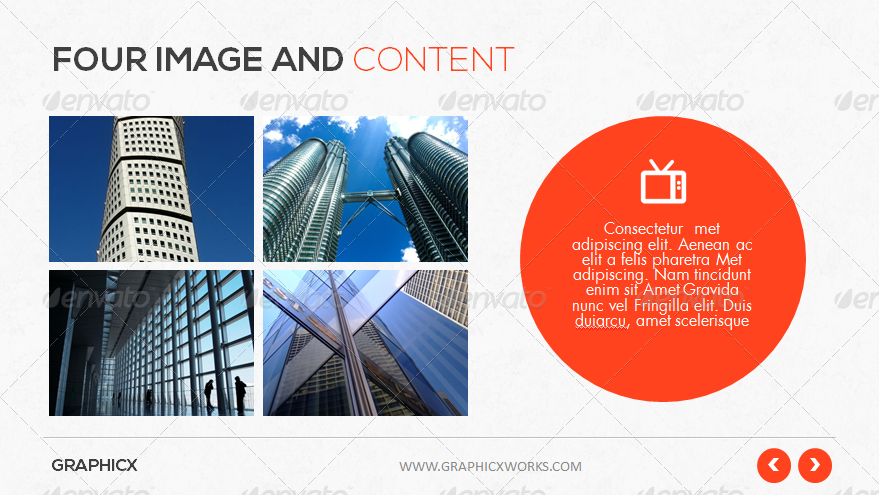 FOUR IMAGE AND CONTENT
envato envato envato envato envato
Consectetur met
adipiscing elit. Aenean ac
elit a felis pharetra Met
adipiscing. Nam tincidunt
enim sit Amet Gravida
nunc vel Fringilla elit. Duis
duiarcu, amet scelerisque
GRAPHICX
WWW.GRAPHICXWORKS.COM